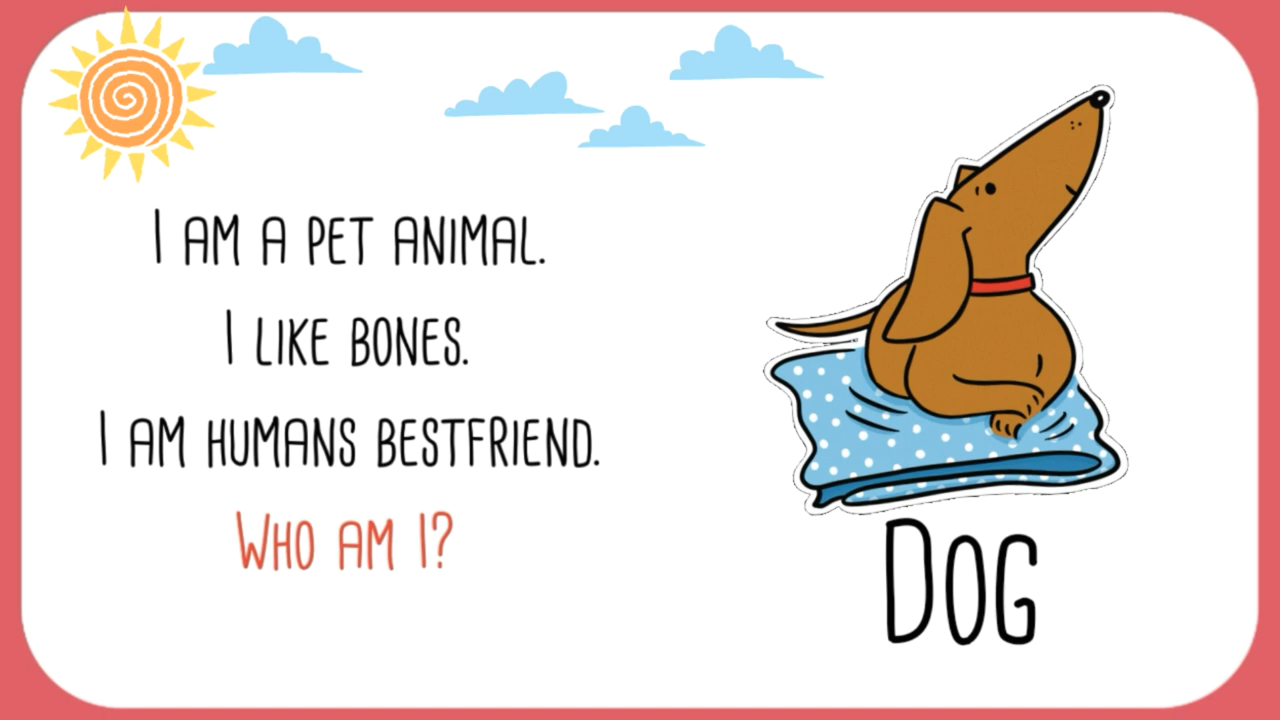 I AM A PET ANIMAL.
I LIKE BONES.
I AM HUMANS BESTFRIEND.
WHO AM I?
DOG